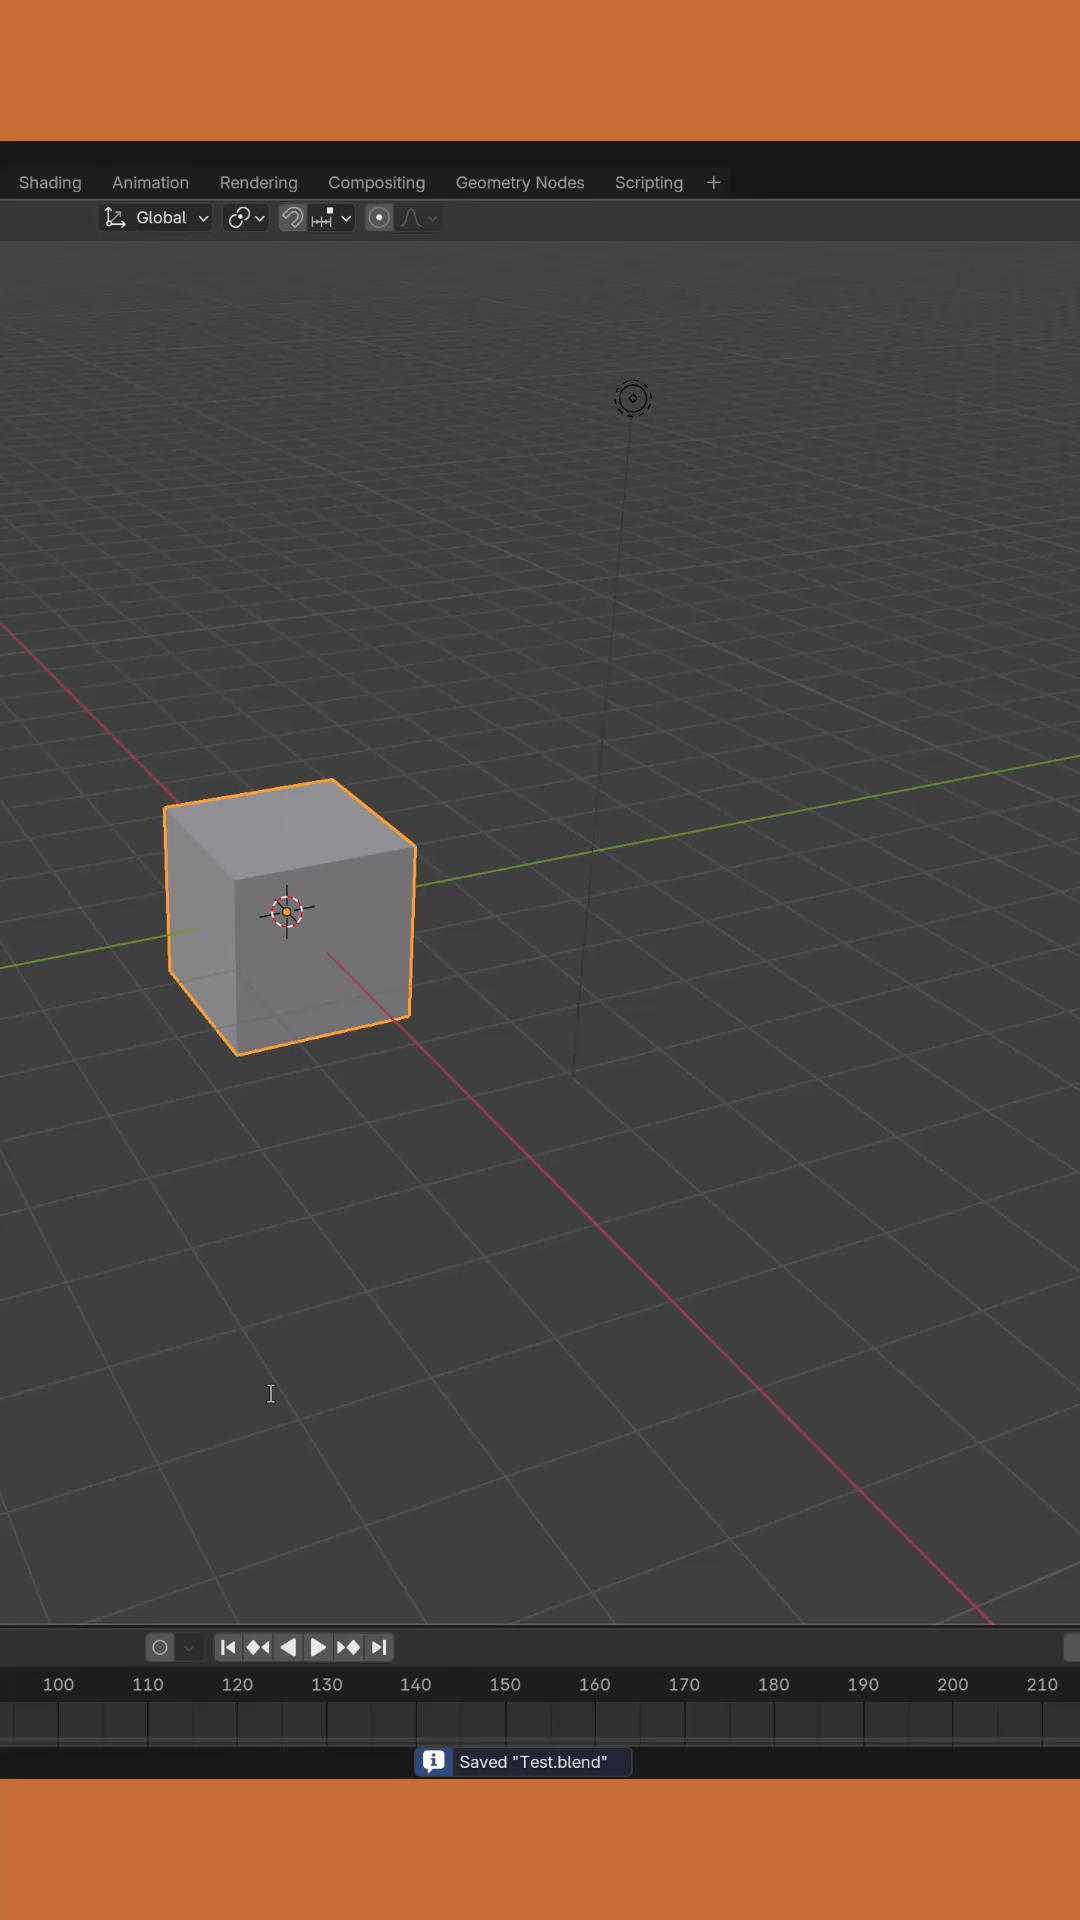 Shading Animation Rendering Compositing Geometry Nodes Scripting +
Global
100 110 120 130 140 150 160 170 180 190 200 210
Saved "Test.blend"